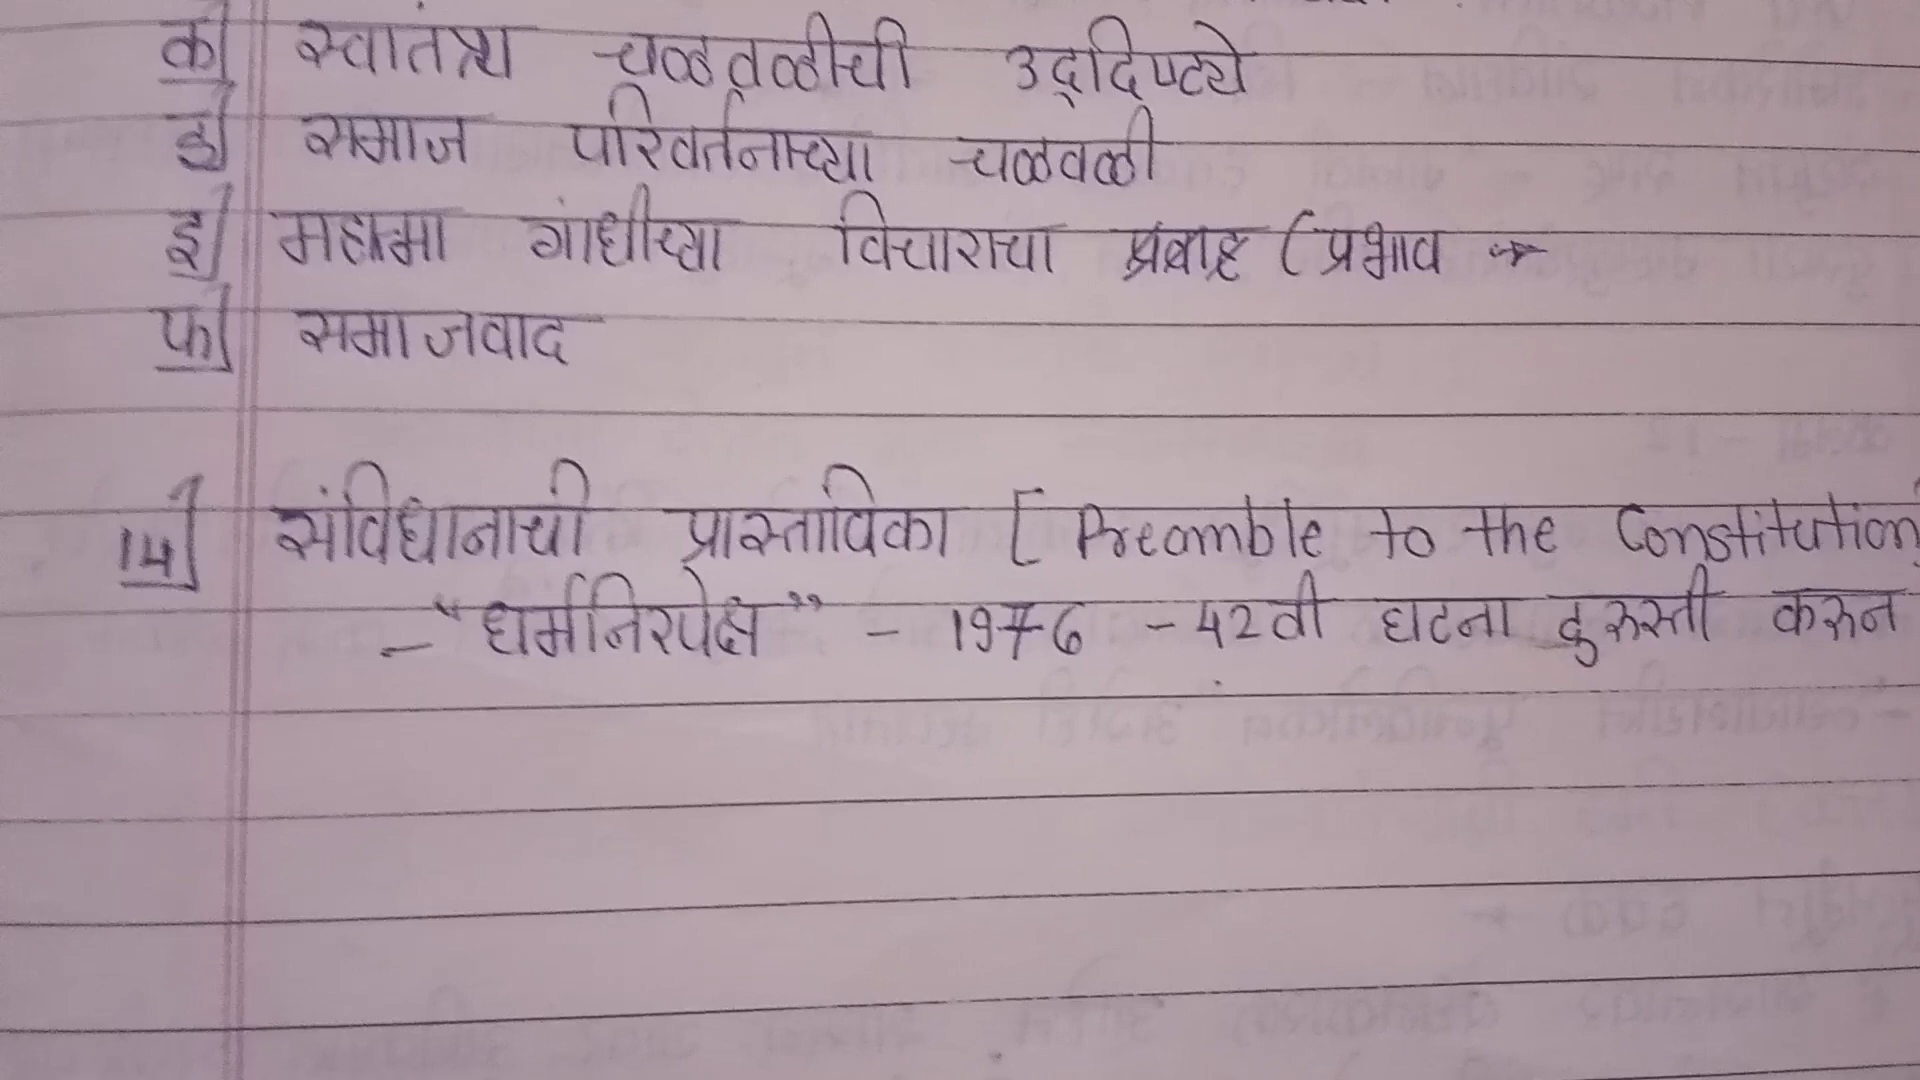 क) स्वातंत्र्य चळवळीची उद्दिष्ट्ये
ड) समाज परिवर्तनाच्या चळवळी
इ) महात्मा गांधीच्या विचाराचा प्रवाह (प्रभाव
फ) समाजवाद
14) संविधानाची प्रास्ताविका [Preamble to the Constitution]
- "धर्मनिरपेक्ष" - 1976 - 42वी घटना दुरुस्ती करून